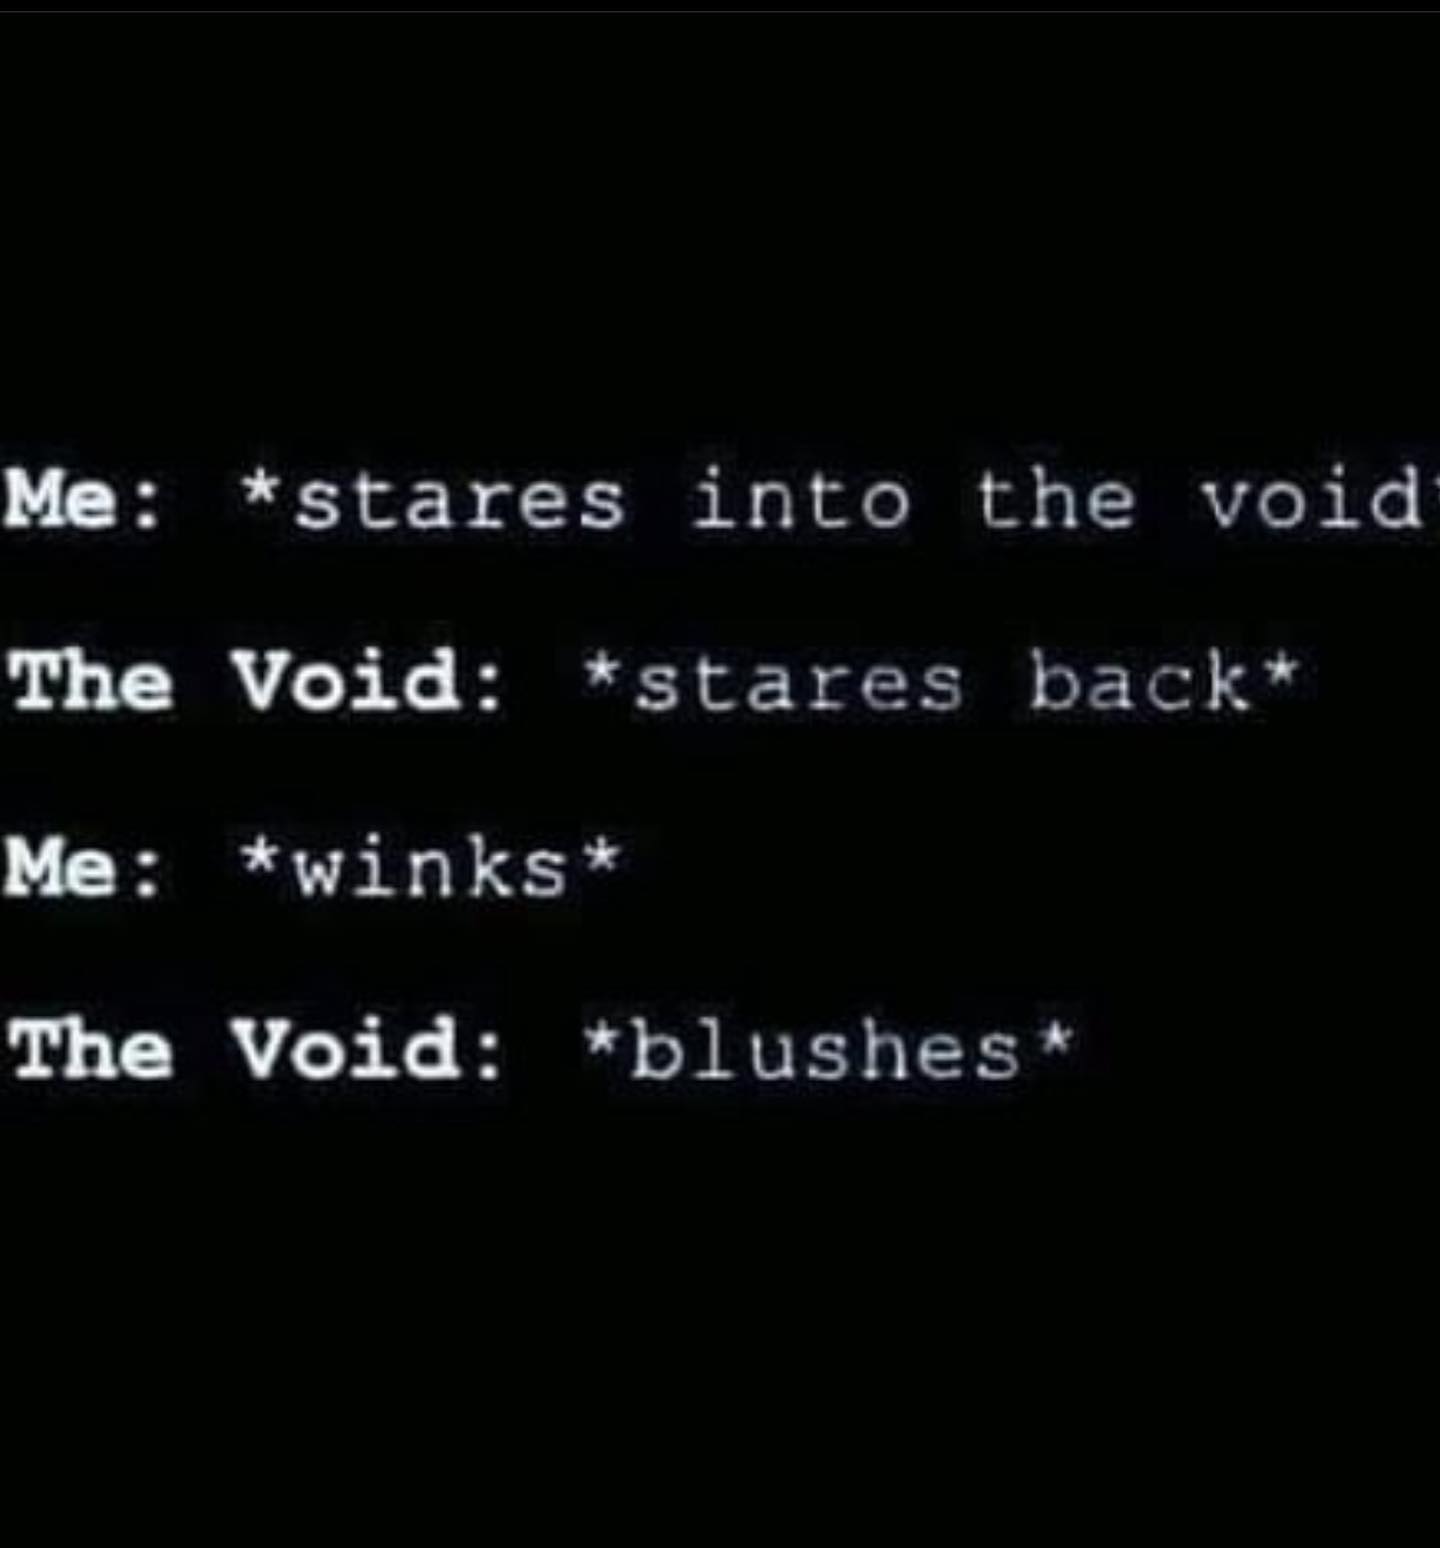 Me: *stares into the void*
The Void: *stares back*
Me: *winks*
The Void: *blushes*